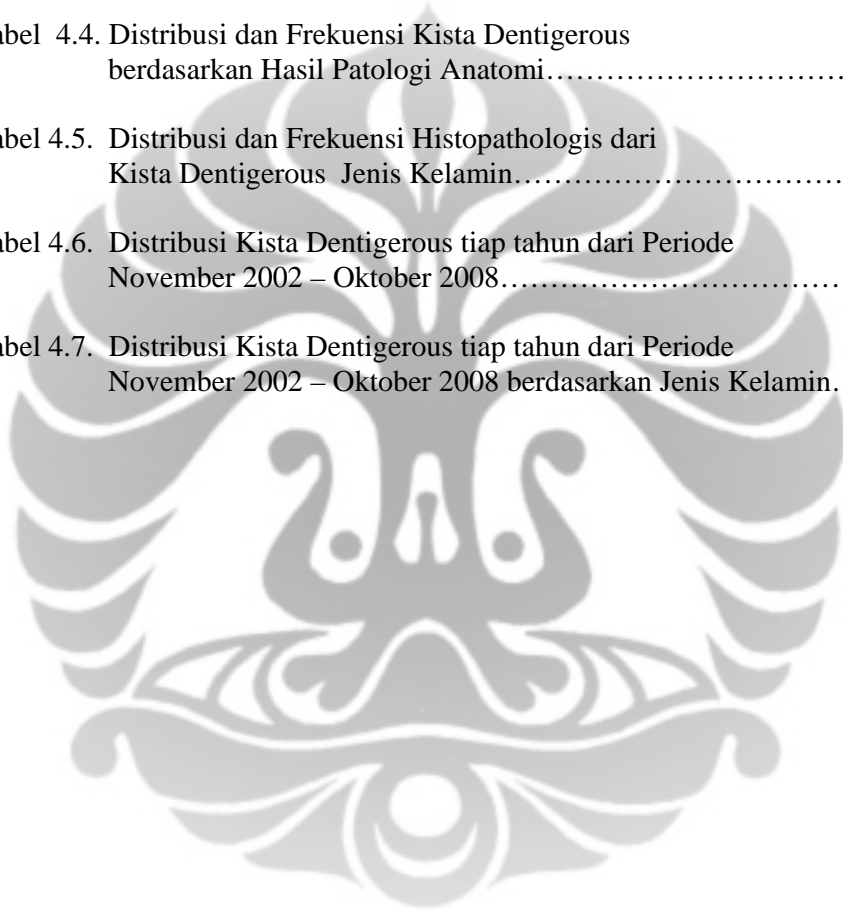 abel 4.4. Distribusi dan Frekuensi Kista Dentigerous
berdasarkan Hasil Patologi Anatomi……………………………
abel 4.5. Distribusi dan Frekuensi Histopathologis dari
Kista Dentigerous Jenis Kelamin………………………………
abel 4.6. Distribusi Kista Dentigerous tiap tahun dari Periode
November 2002 – Oktober 2008………………………………
abel 4.7. Distribusi Kista Dentigerous tiap tahun dari Periode
November 2002 – Oktober 2008 berdasarkan Jenis Kelamin.